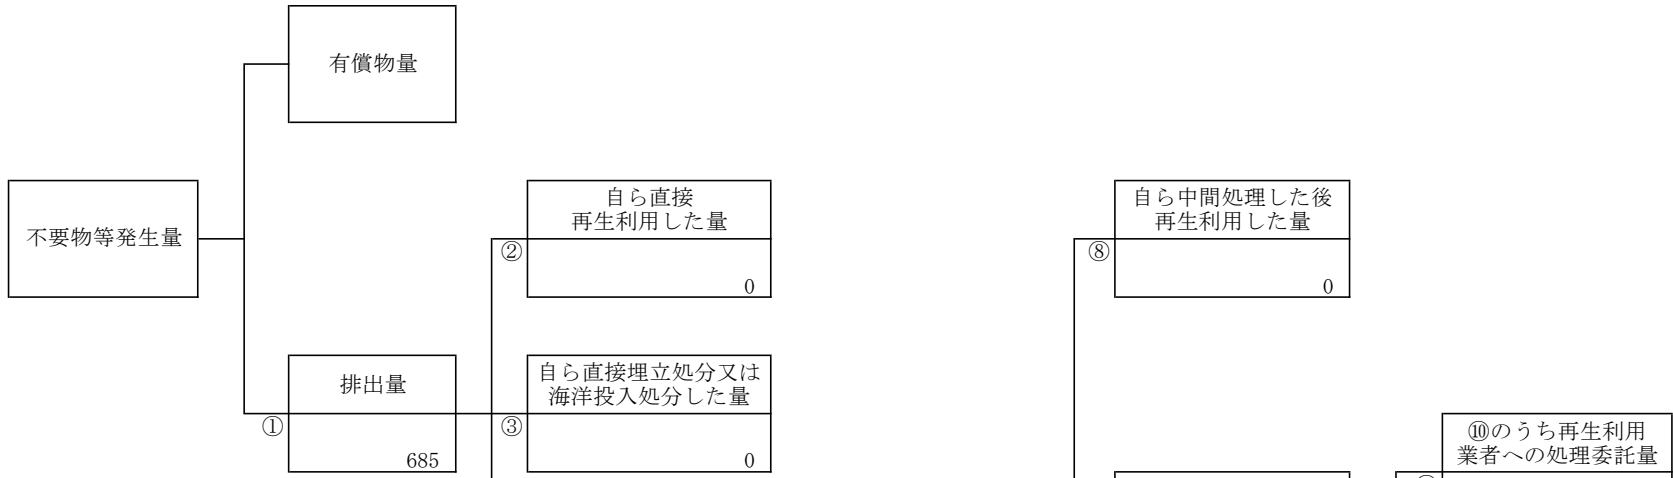 有償物量
不要物等発生量
自ら直接
再生利用した量
②
0
自ら中間処理した後
再生利用した量
⑧
0
排出量
①
685
自ら直接埋立処分又は
海洋投入処分した量
③
0
⑩のうち再生利用
業者への処理委託量